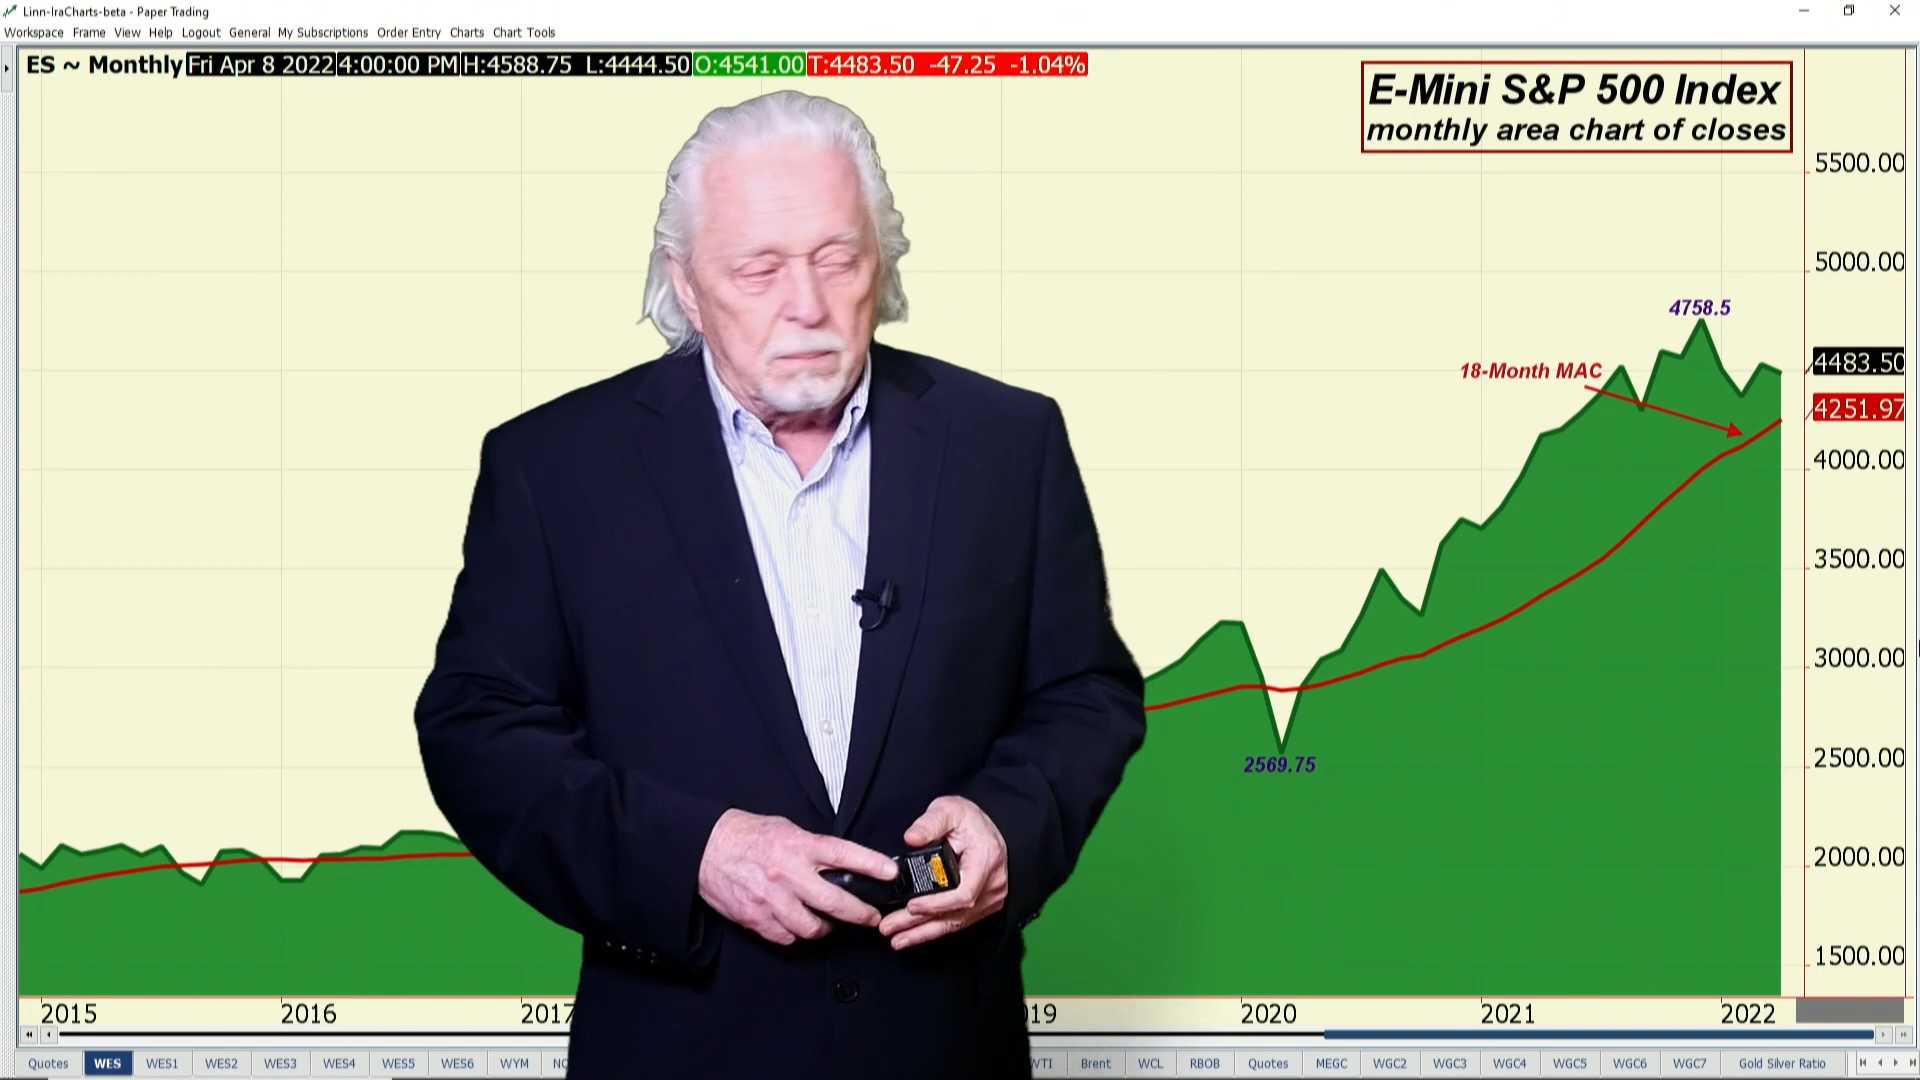 Linn-IraCharts-beta - Paper Trading
Workspace Frame View Help Logout General My Subscriptions Order Entry Charts Chart Tools
ES ~ Monthly Fri Apr 8 2022 4:00:00 PM H:4588.75 L:4444.50 O:4541.00 T:4483.50 -47.25 -1.04%
E-Mini S&P 500 Index
monthly area chart of closes
5500.00
5000.00
4758.5
18-Month MAC
4483.50
4251.97
4000.00
3500.00
3000.00
2569.75
2500.00
2000.00
1500.00
2015 2016 2017 19 2020 2021 2022
Quotes WES WES1 WES2 WES3 WES4 WES5 WES6 WYM WTI Brent WCL RBOB Quotes MEGC WGC2 WGC3 WGC4 WGC5 WGC6 WGC7 Gold Silver Ratio